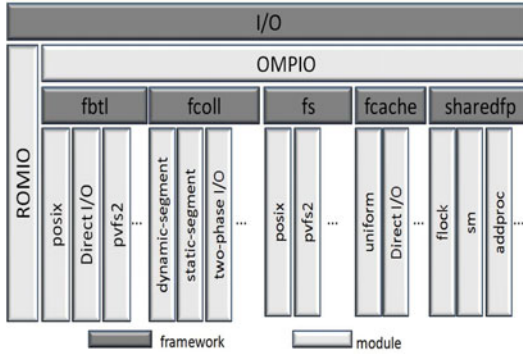 I/O
ROMIO
OMPIO
fbtl
fcoll
fs
fcache
sharedfp
posix
Direct I/O
pvfs2
...
dynamic-segment
static-segment
two-phase I/O
...
posix
pvfs2
...
uniform
Direct I/O
...
flock
sm
addproc
...
framework
module